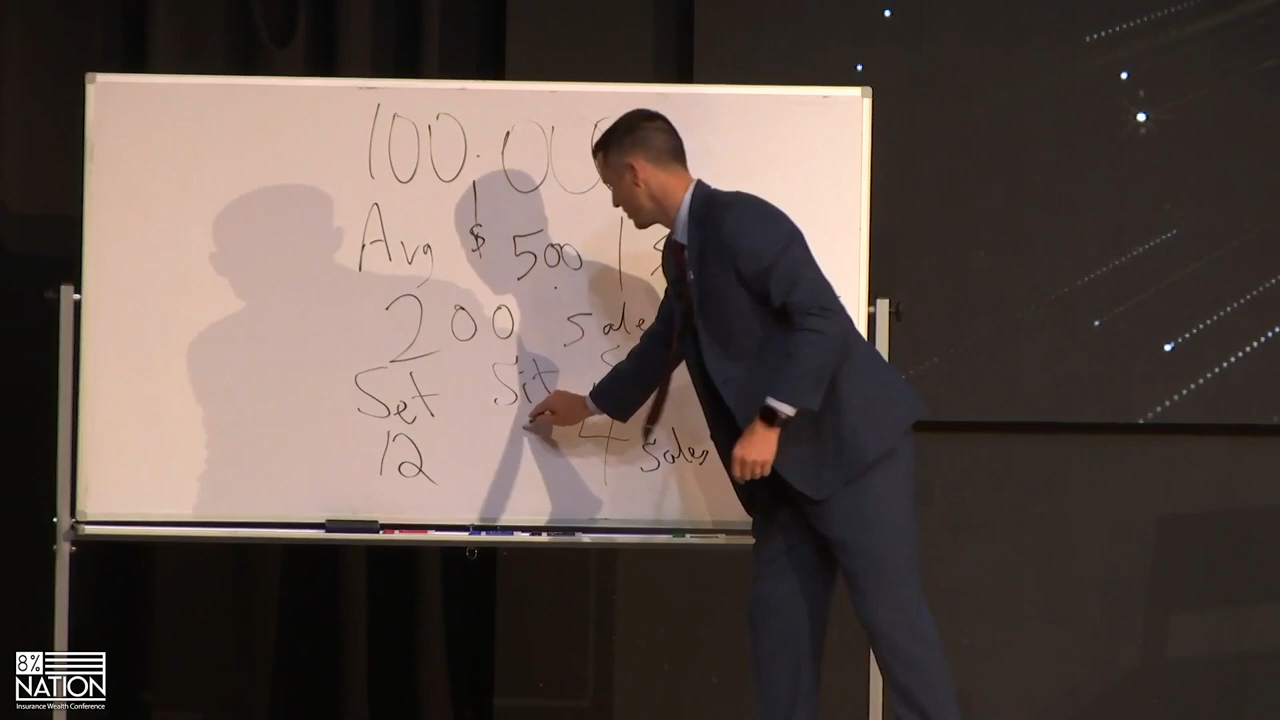 100,00
Avg $ 500 /
200 Sale
Set Sit
12 4 Sales
8%
NATION
Insurance Wealth Conference